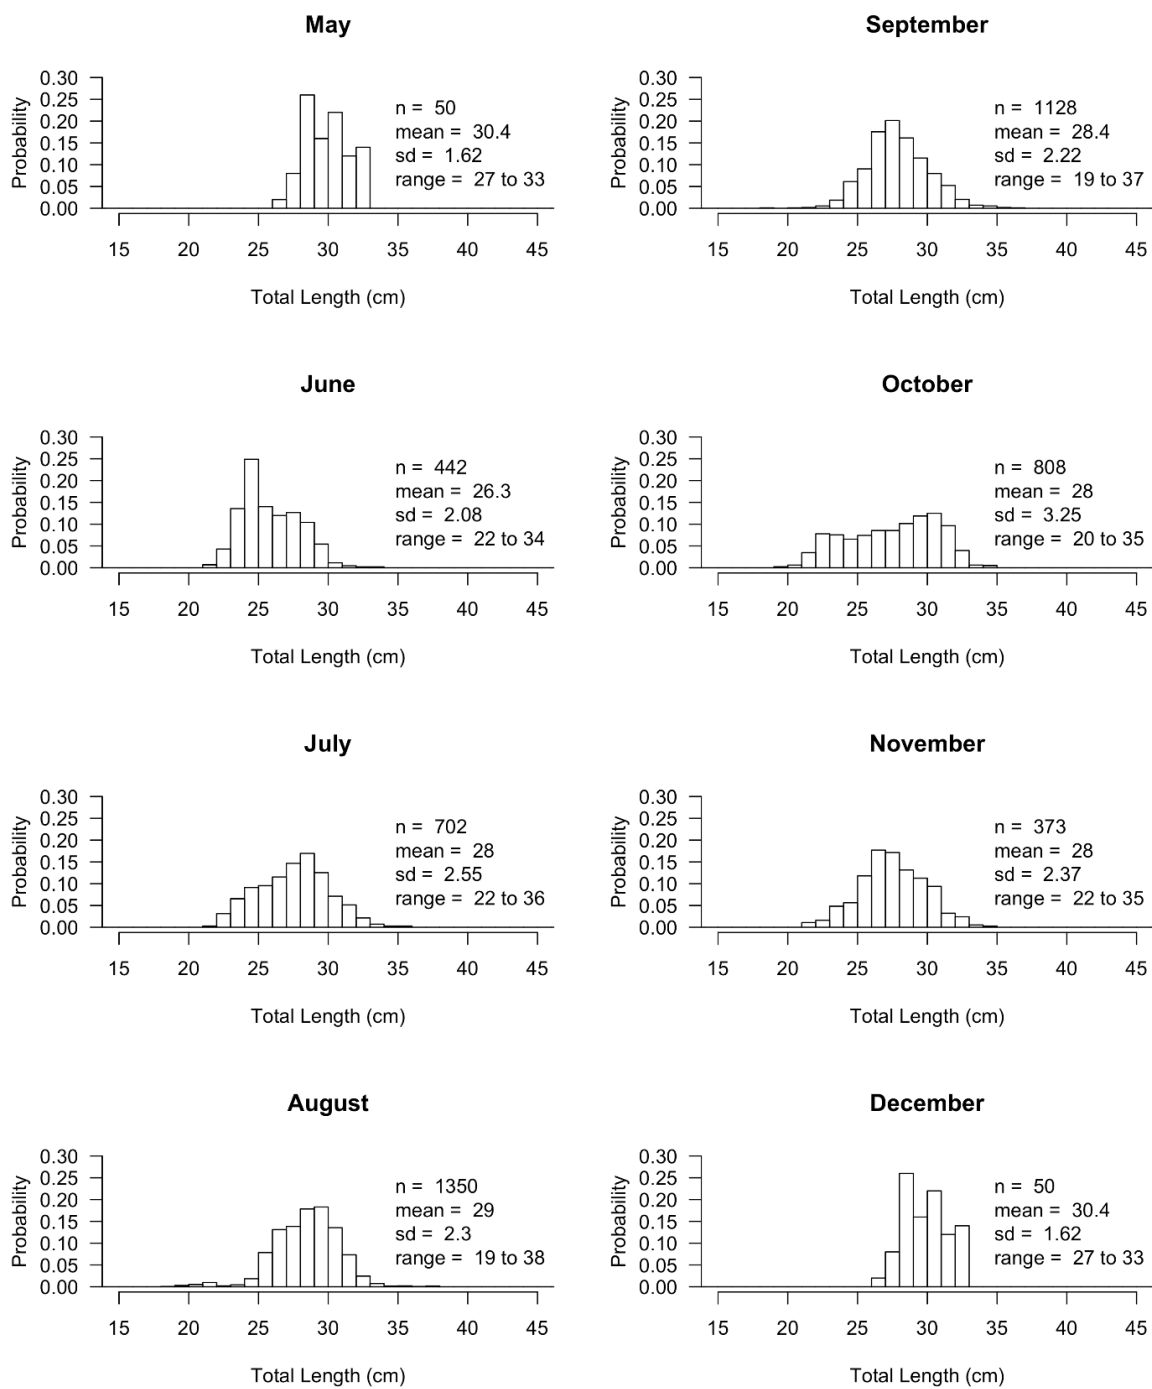 May
0.30
0.25
0.20
0.15
0.10
0.05
0.00
Probability
n = 50
mean = 30.4
sd = 1.62
range = 27 to 33
15 20 25 30 35 40 45
Total Length (cm)
September
0.30
0.25
0.20
0.15
0.10
0.05
0.00
Probability
n = 1128
mean = 28.4
sd = 2.22
range = 19 to 37
15 20 25 30 35 40 45
Total Length (cm)
June
0.30
0.25
0.20
0.15
0.10
0.05
0.00
Probability
n = 442
mean = 26.3
sd = 2.08
range = 22 to 34
15 20 25 30 35 40 45
Total Length (cm)
October
0.30
0.25
0.20
0.15
0.10
0.05
0.00
Probability
n = 808
mean = 28
sd = 3.25
range = 20 to 35
15 20 25 30 35 40 45
Total Length (cm)
July
0.30
0.25
0.20
0.15
0.10
0.05
0.00
Probability
n = 702
mean = 28
sd = 2.55
range = 22 to 36
15 20 25 30 35 40 45
Total Length (cm)
November
0.30
0.25
0.20
0.15
0.10
0.05
0.00
Probability
n = 373
mean = 28
sd = 2.37
range = 22 to 35
15 20 25 30 35 40 45
Total Length (cm)
August
0.30
0.25
0.20
0.15
0.10
0.05
0.00
Probability
n = 1350
mean = 29
sd = 2.3
range = 19 to 38
15 20 25 30 35 40 45
Total Length (cm)
December
0.30
0.25
0.20
0.15
0.10
0.05
0.00
Probability
n = 50
mean = 30.4
sd = 1.62
range = 27 to 33
15 20 25 30 35 40 45
Total Length (cm)